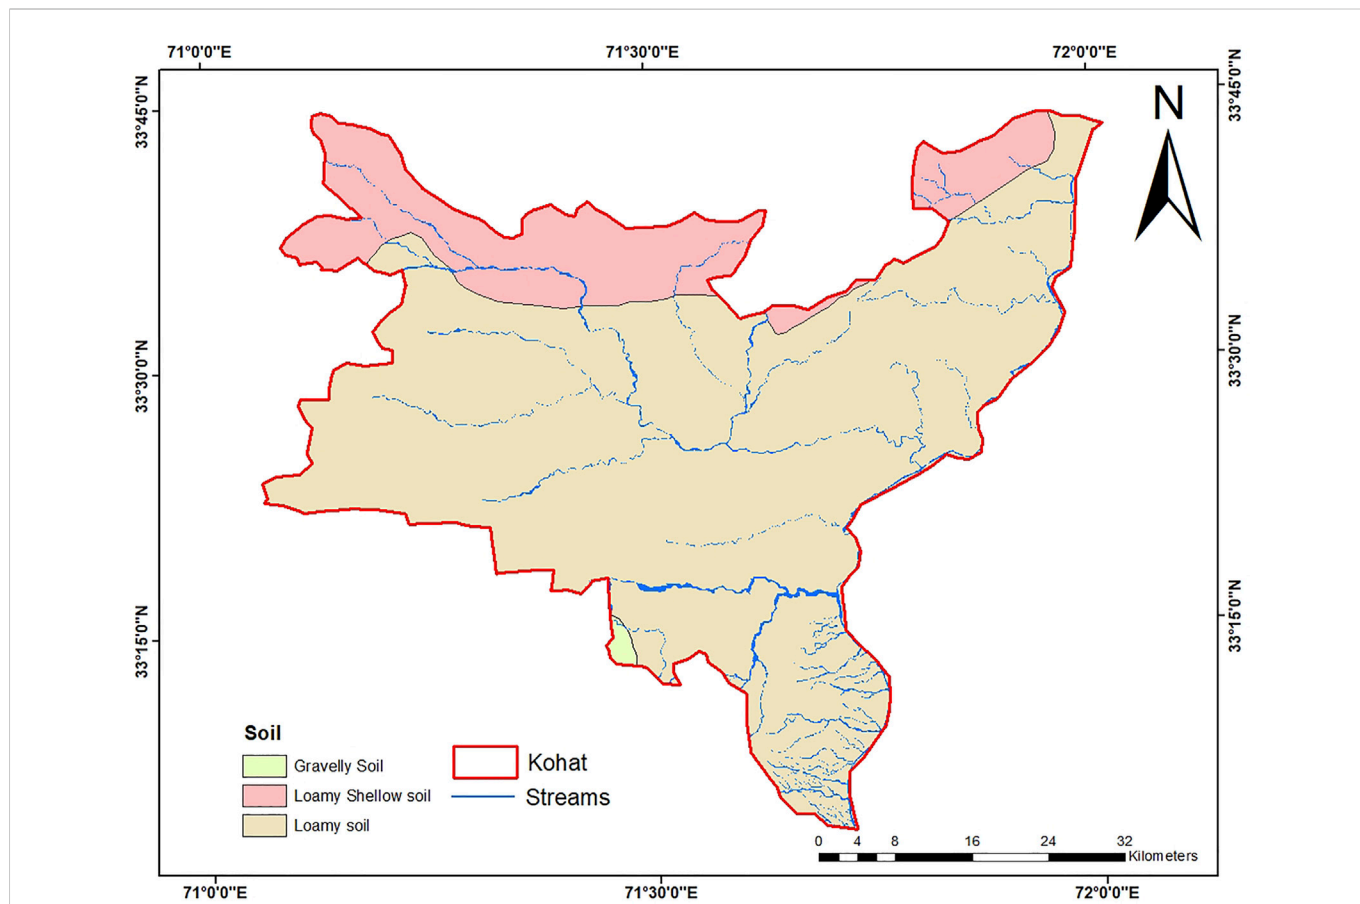 71°0'0"E 71°30'0"E 72°0'0"E
33°45'0"N 33°45'0"N
N
33°30'0"N 33°30'0"N
33°15'0"N 33°15'0"N
Soil
Gravelly Soil
Loamy Shellow soil
Loamy soil
Kohat
Streams
0 4 8 16 24 32
Kilometers
71°0'0"E 71°30'0"E 72°0'0"E